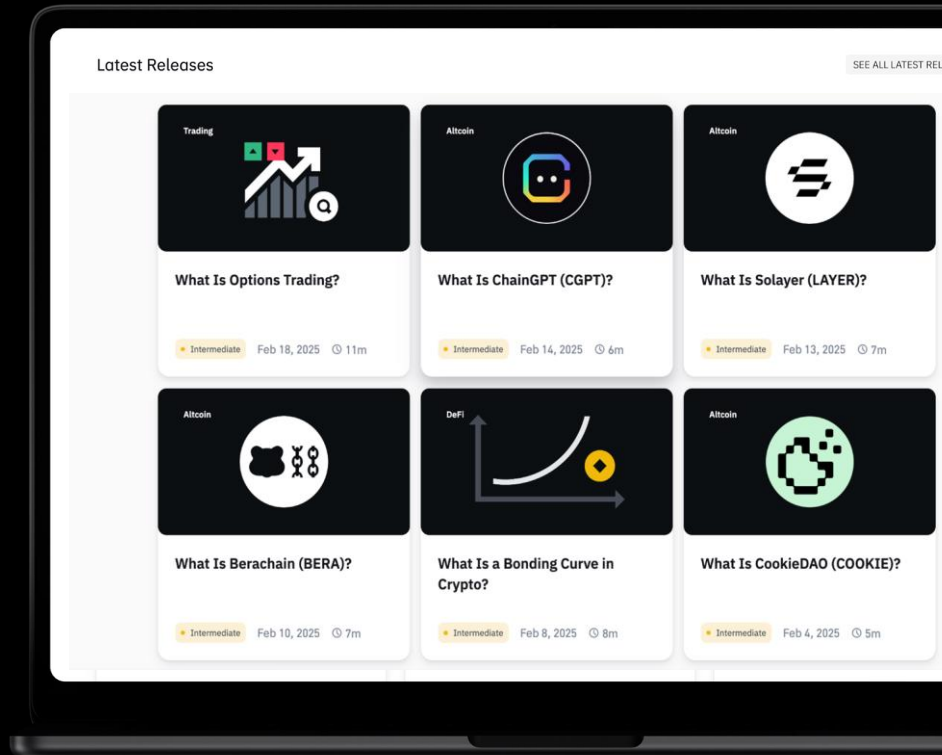 Latest Releases
SEE ALL LATEST REL
Trading
What Is Options Trading?
Intermediate Feb 18, 2025 11m
Altcoin
What Is ChainGPT (CGPT)?
Intermediate Feb 14, 2025 6m
Altcoin
What Is Solayer (LAYER)?
Intermediate Feb 13, 2025 7m
Altcoin
What Is Berachain (BERA)?
Intermediate Feb 10, 2025 7m
DeFi
What Is a Bonding Curve in
Crypto?
Intermediate Feb 8, 2025 8m
Altcoin
What Is CookieDAO (COOKIE)?
Intermediate Feb 4, 2025 5m